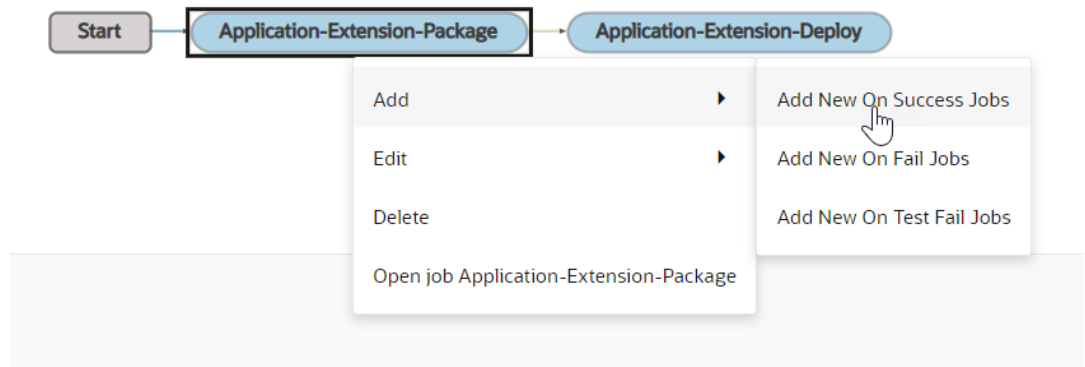 Start
Application-Extension-Package
Application-Extension-Deploy
Add
Edit
Delete
Open job Application-Extension-Package
Add New On Success Jobs
Add New On Fail Jobs
Add New On Test Fail Jobs